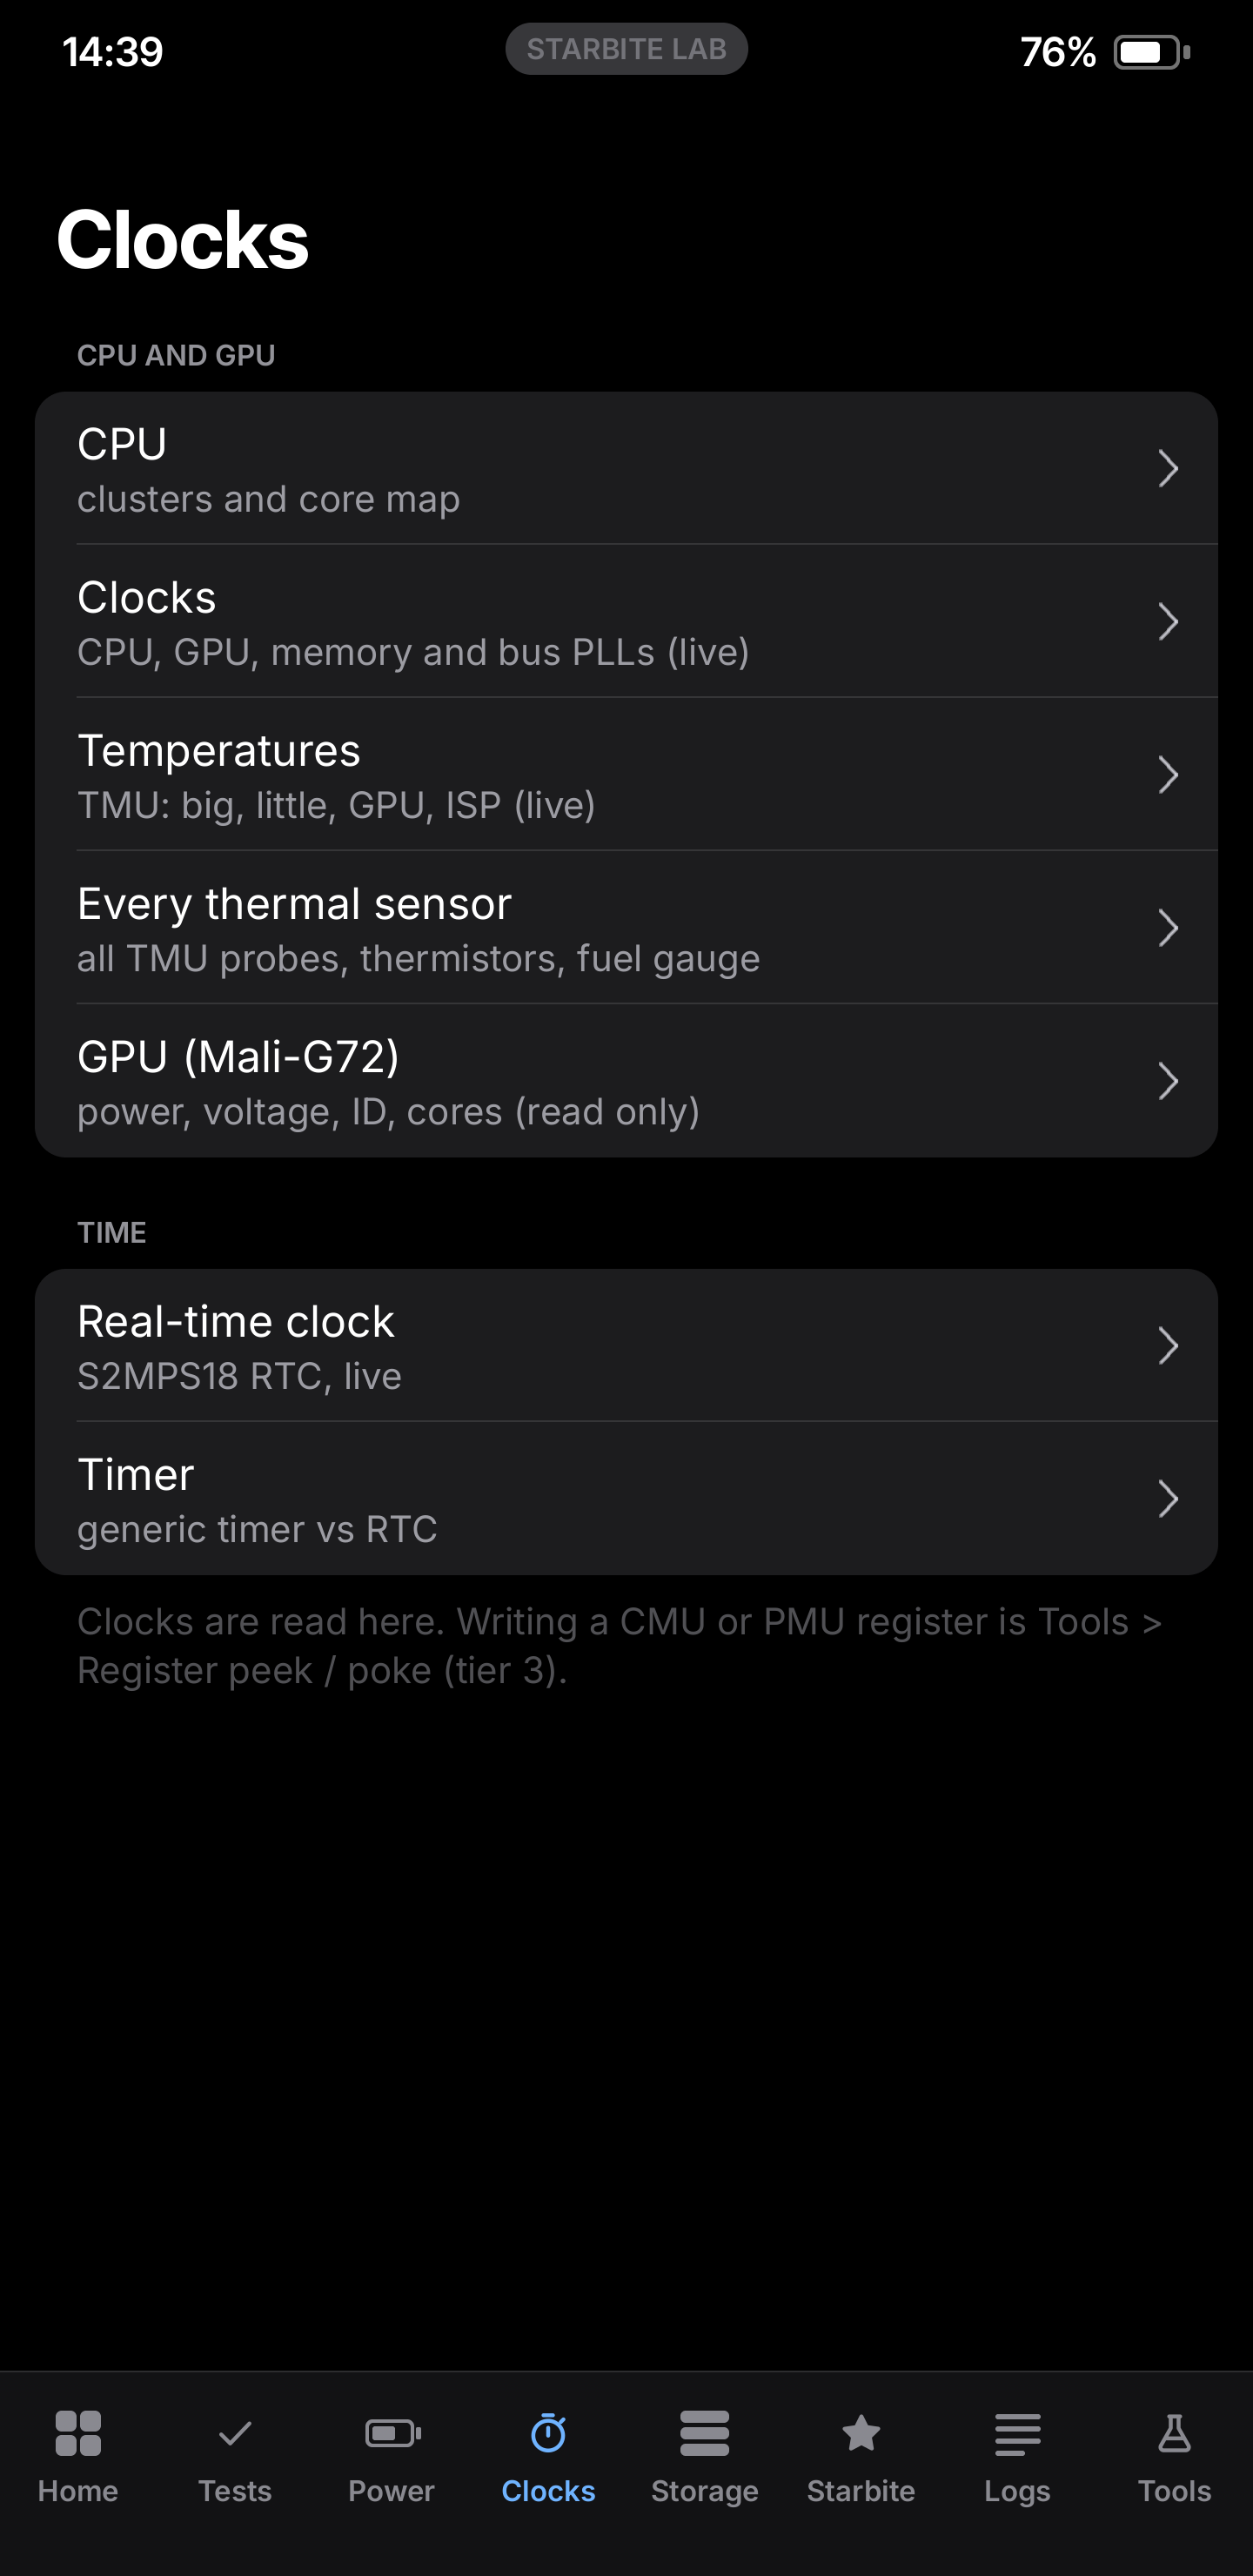 14:39
STARBITE LAB
76%
Clocks
CPU AND GPU
CPU
clusters and core map
Clocks
CPU, GPU, memory and bus PLLs (live)
Temperatures
TMU: big, little, GPU, ISP (live)
Every thermal sensor
all TMU probes, thermistors, fuel gauge
GPU (Mali-G72)
power, voltage, ID, cores (read only)
TIME
Real-time clock
S2MPS18 RTC, live
Timer
generic timer vs RTC
Clocks are read here. Writing a CMU or PMU register is Tools >
Register peek / poke (tier 3).
Home
Tests
Power
Clocks
Storage
Starbite
Logs
Tools